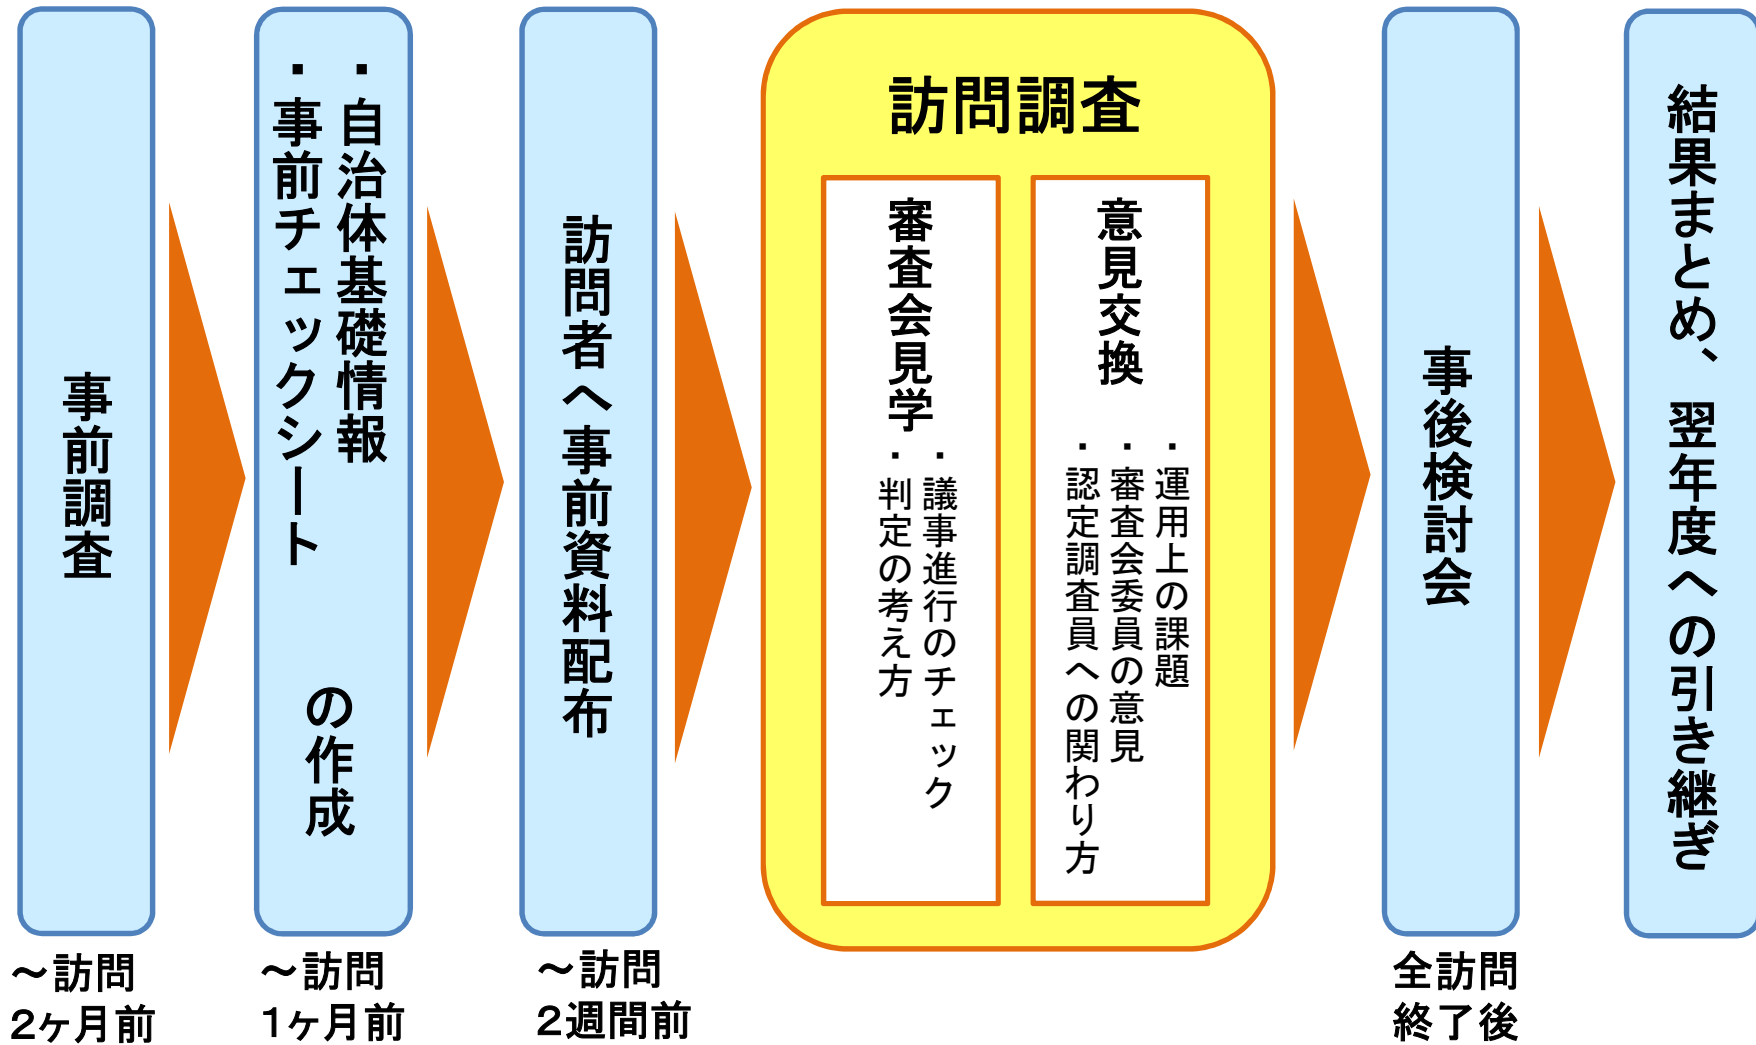 事前調査
～訪問
2ヶ月前
・自治体基礎情報
・事前チェックシート
の作成
～訪問
1ヶ月前
訪問者へ事前資料配布
～訪問
2週間前
訪問調査
審査会見学
・議事進行のチェック
・判定の考え方
意見交換
・運用上の課題
・審査会委員の意見
・認定調査員への関わり方
事後検討会
全訪問
終了後
結果まとめ、翌年度への引き継ぎ